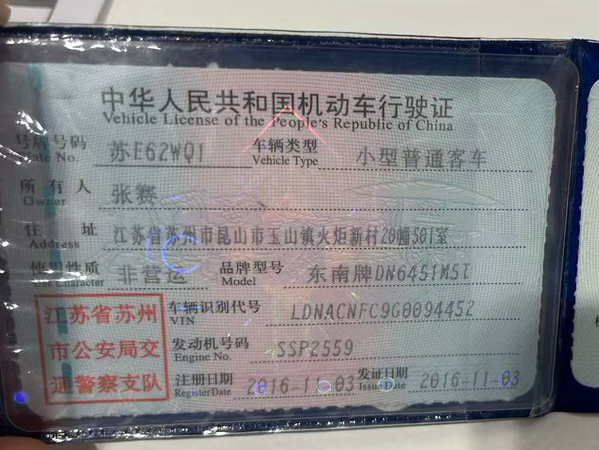 中华人民共和国机动车行驶证
Vehicle License of the People's Republic of China
号牌号码 苏E62WQ1 车辆类型 小型普通客车
Plate No. Vehicle Type
所有人 张赛
Owner
住址 江苏省苏州市昆山市玉山镇火炬新村20幢501室
Address
使用性质 非营运 品牌型号 东南牌DN6451M5T
Use Character Model
车辆识别代号 LDNACNFC9G0094452
VIN
发动机号码 SSP2559
Engine No.
注册日期 2016-11-03 发证日期 2016-11-03
Register Date Issue Date
江苏省苏州
市公安局交
通警察支队